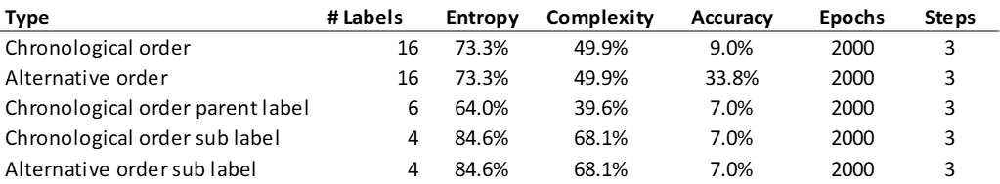 Type # Labels Entropy Complexity Accuracy Epochs Steps
Chronological order 16 73.3% 49.9% 9.0% 2000 3
Alternative order 16 73.3% 49.9% 33.8% 2000 3
Chronological order parent label 6 64.0% 39.6% 7.0% 2000 3
Chronological order sub label 4 84.6% 68.1% 7.0% 2000 3
Alternative order sub label 4 84.6% 68.1% 7.0% 2000 3